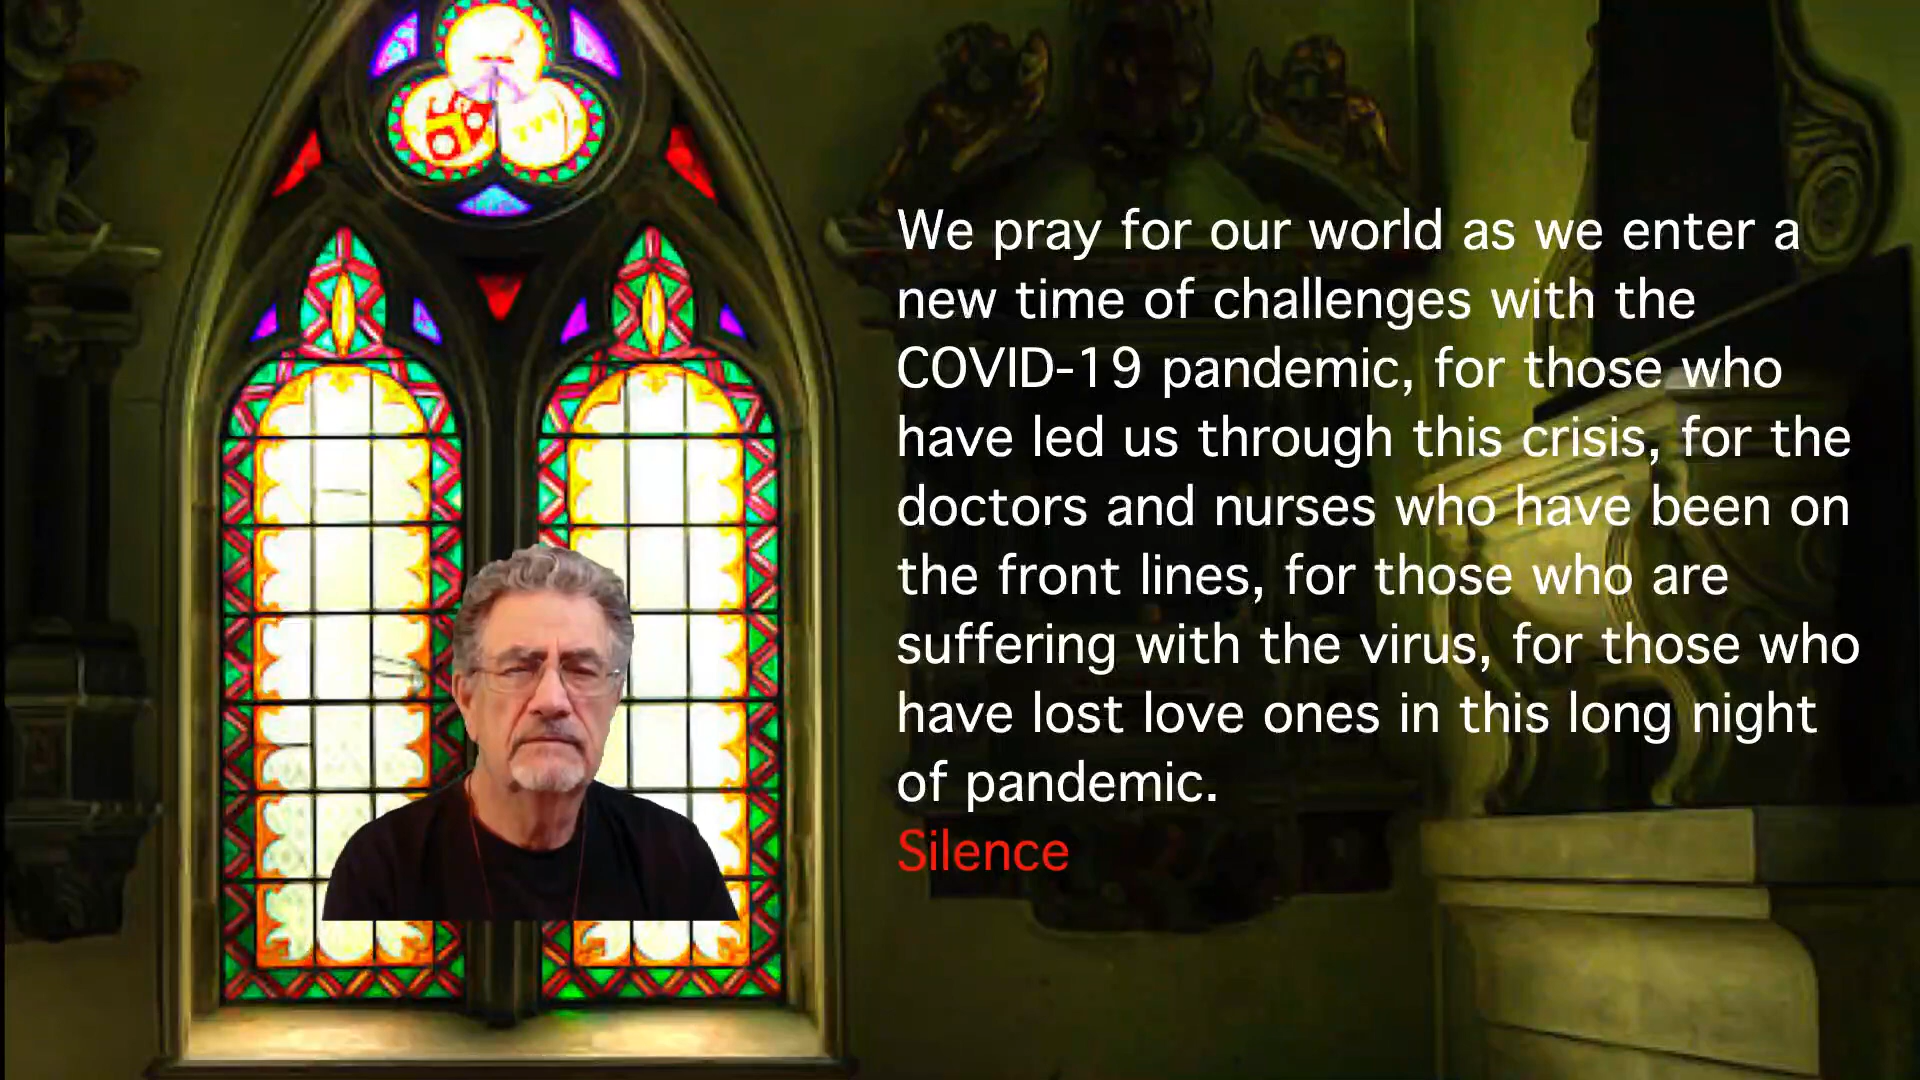 We pray for our world as we enter a
new time of challenges with the
COVID-19 pandemic, for those who
have led us through this crisis, for the
doctors and nurses who have been on
the front lines, for those who are
suffering with the virus, for those who
have lost love ones in this long night
of pandemic.
Silence